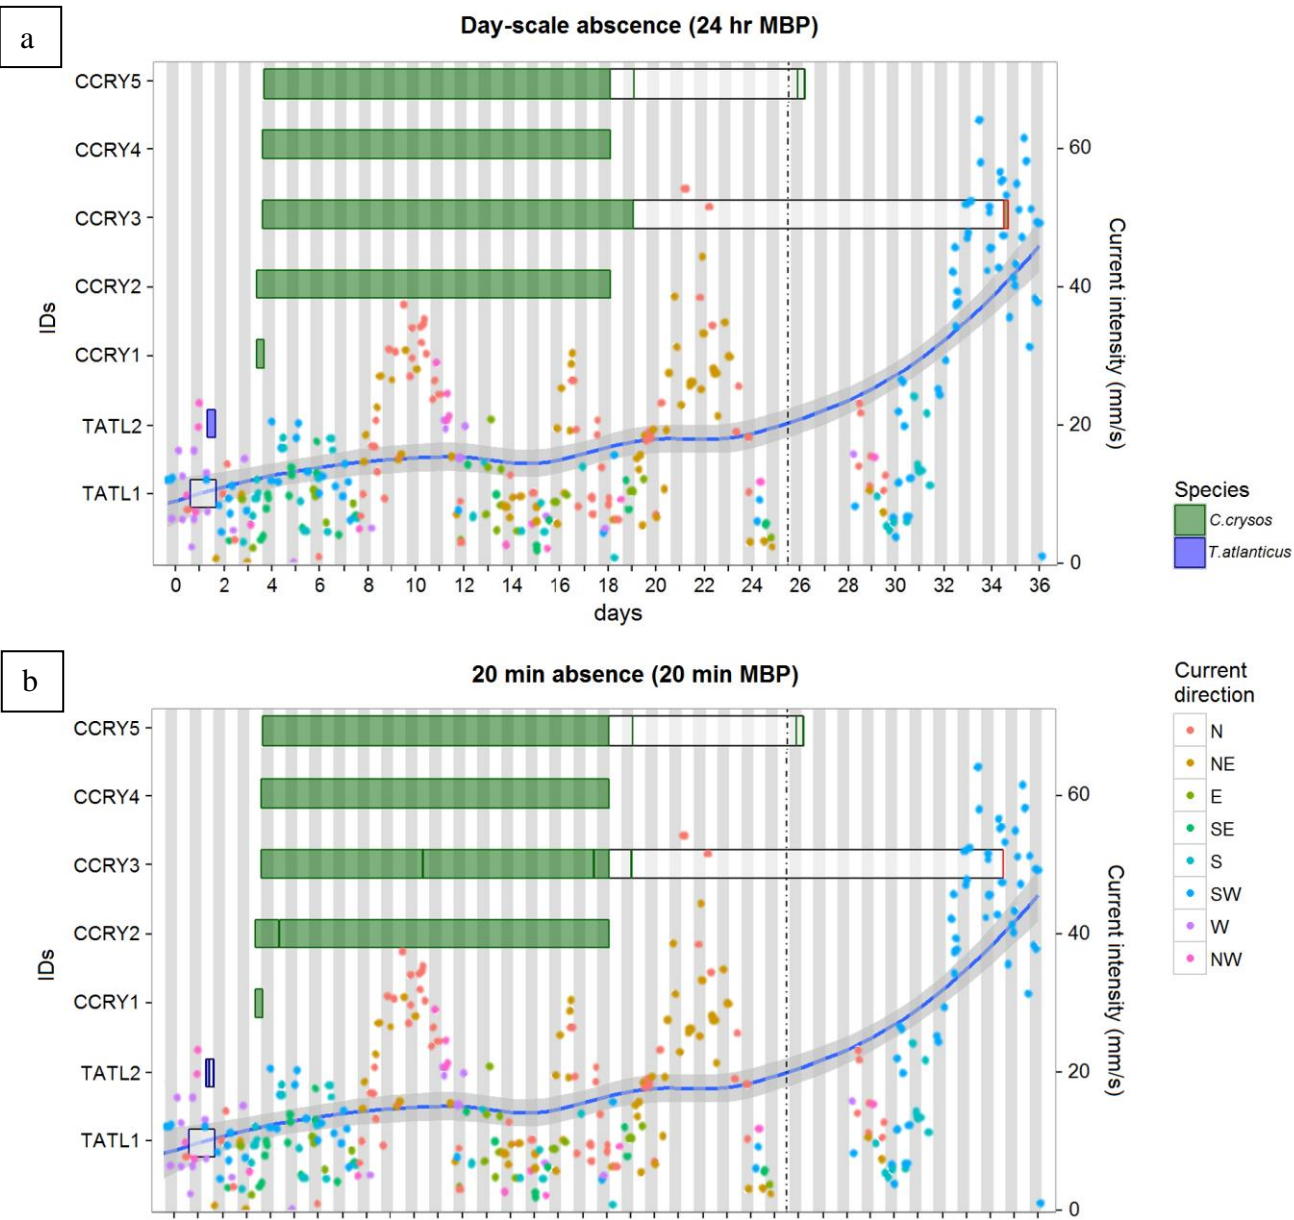 a
Day-scale abscence (24 hr MBP)
CCRY5
CCRY4
CCRY3
CCRY2
CCRY1
TATL2
TATL1
IDs
60
40
20
0
Current intensity (mm/s)
0 2 4 6 8 10 12 14 16 18 20 22 24 26 28 30 32 34 36
days
Species
C.crysos
T.atlanticus
b
20 min absence (20 min MBP)
CCRY5
CCRY4
CCRY3
CCRY2
CCRY1
TATL2
TATL1
IDs
60
40
20
0
Current intensity (mm/s)
Current
direction
N
NE
E
SE
S
SW
W
NW